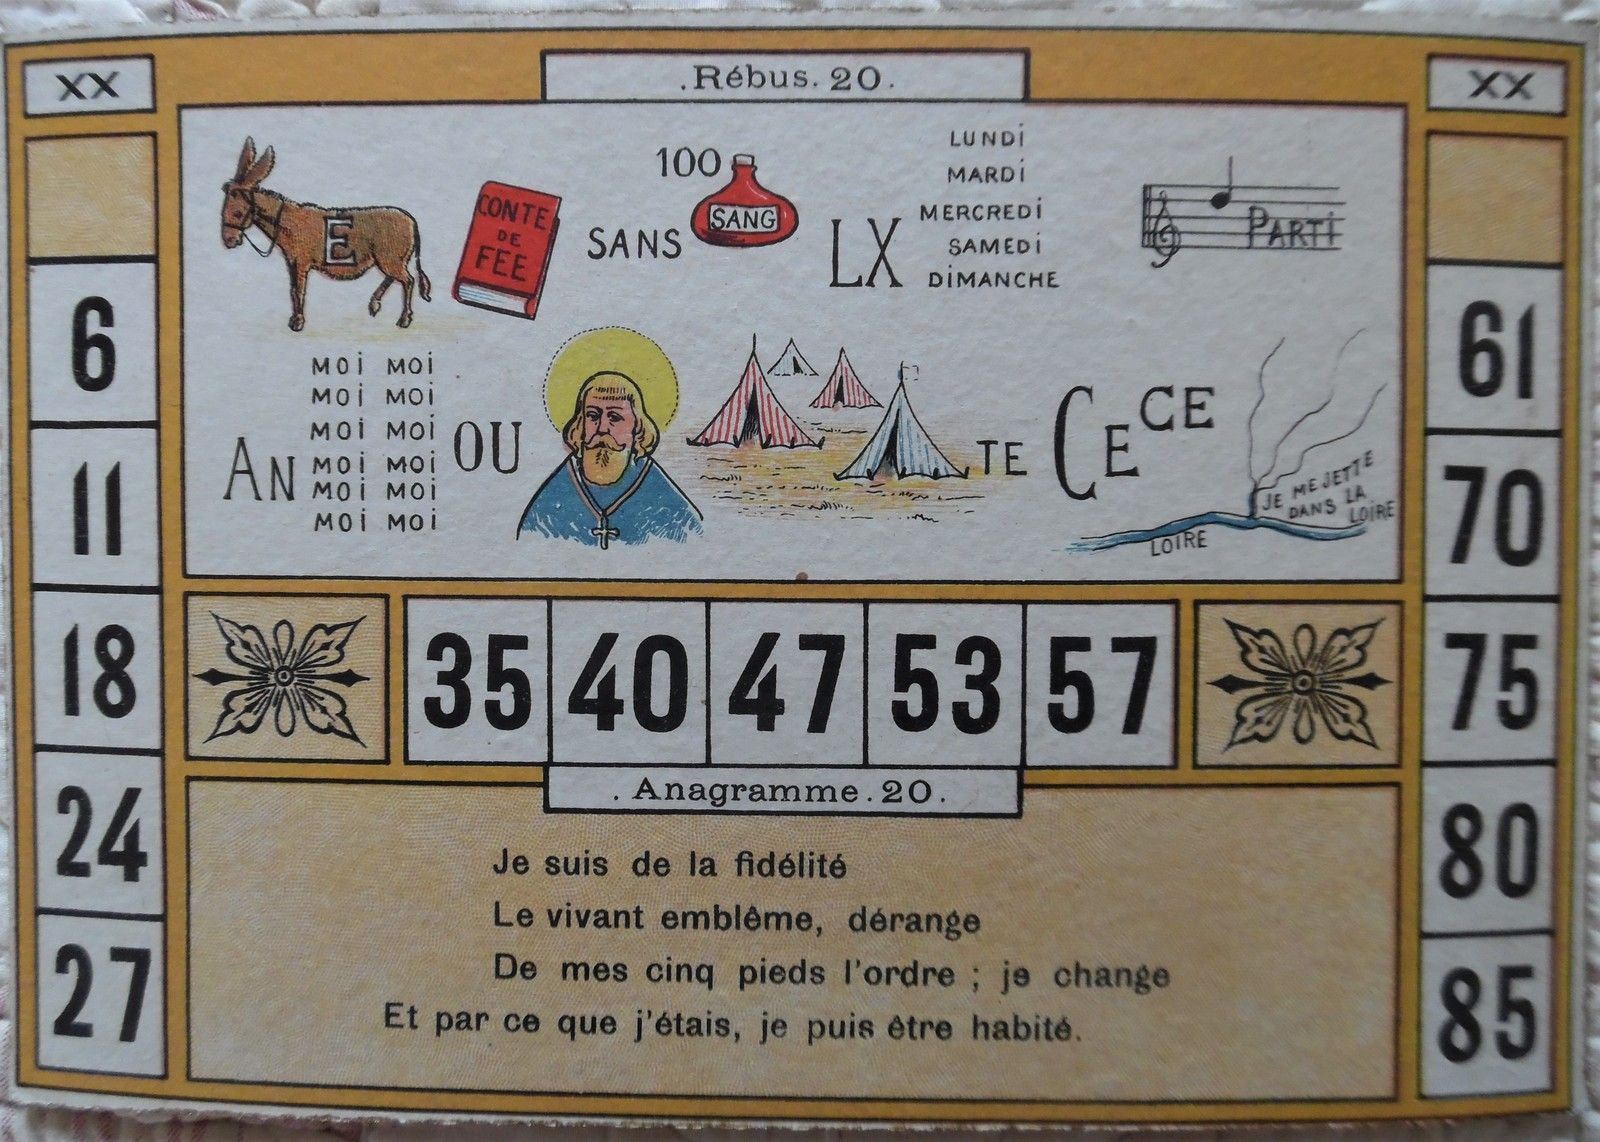 XX
.Rébus. 20.
XX
E
CONTE
DE
FEE
SANS
100
SANG
LX
LUNDI
MARDI
MERCREDI
SAMEDI
DIMANCHE
PARTI
AN
MOI MOI
MOI MOI
MOI MOI
MOI MOI
MOI MOI
MOI MOI
OU
TE
CE
CE
JE ME JETTE
DANS LA
LOIRE
LOIRE
6
11
18
24
27
35 40 47 53 57
61
70
75
80
85
. Anagramme . 20 .
Je suis de la fidélité
Le vivant emblême, dérange
De mes cinq pieds l'ordre ; je change
Et par ce que j'étais, je puis être habité.